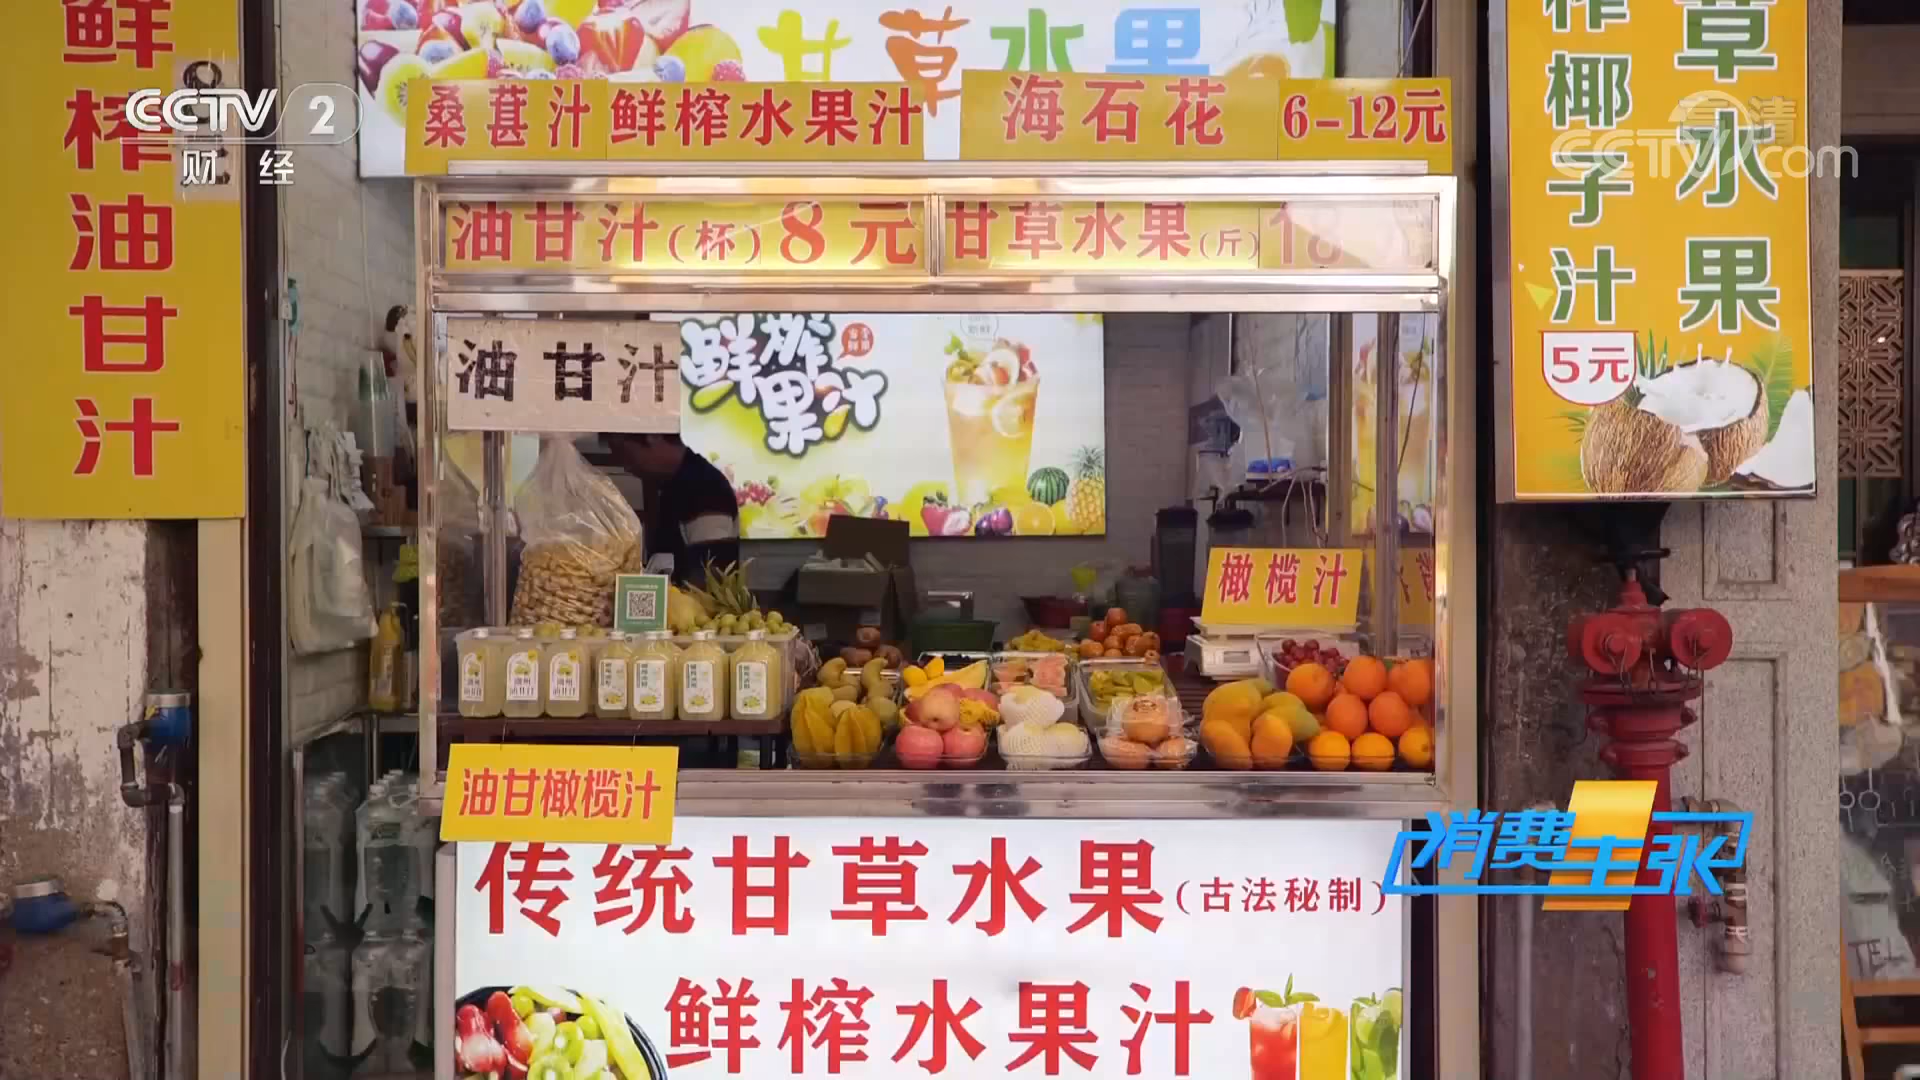 鲜榨油甘汁
CCTV 2
财经
甘草水果
桑葚汁
鲜榨水果汁
海石花
6-12元
油甘汁(杯)8元
甘草水果(斤)18
油甘汁
鲜榨果汁
橄榄汁
油甘橄榄汁
传统甘草水果(古法秘制)
鲜榨水果汁
草水果
榨椰子汁
5元
高清
CCTV.com
消费主张